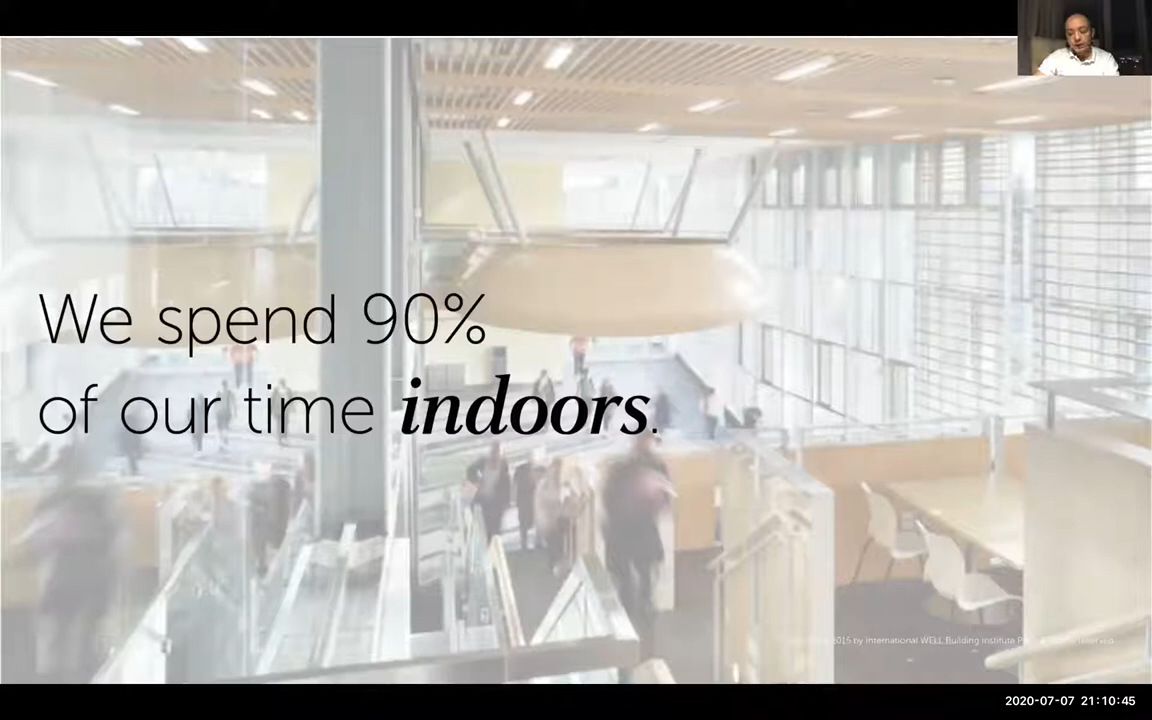 We spend 90%
of our time indoors.
2015 by International WELL Building Institute
2020-07-07 21:10:45